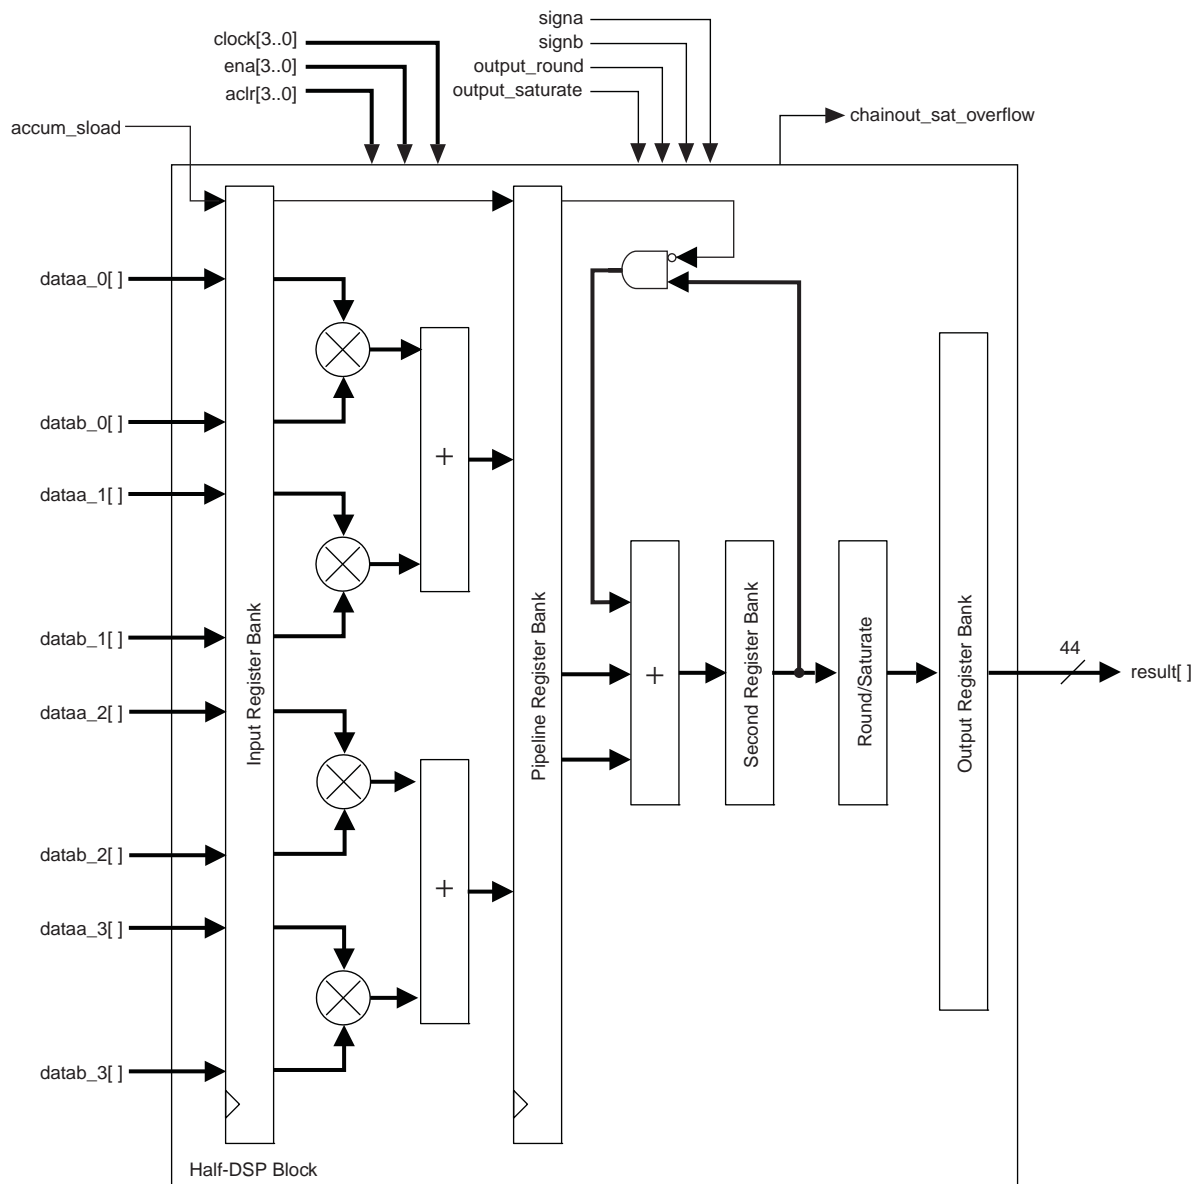 clock[3..0]
ena[3..0]
aclr[3..0]
signa
signb
output_round
output_saturate
chainout_sat_overflow
accum_sload
dataa_0[ ]
datab_0[ ]
dataa_1[ ]
datab_1[ ]
dataa_2[ ]
datab_2[ ]
dataa_3[ ]
datab_3[ ]
Input Register Bank
+
+
Pipeline Register Bank
+
Second Register Bank
Round/Saturate
Output Register Bank
44
result[ ]
Half-DSP Block